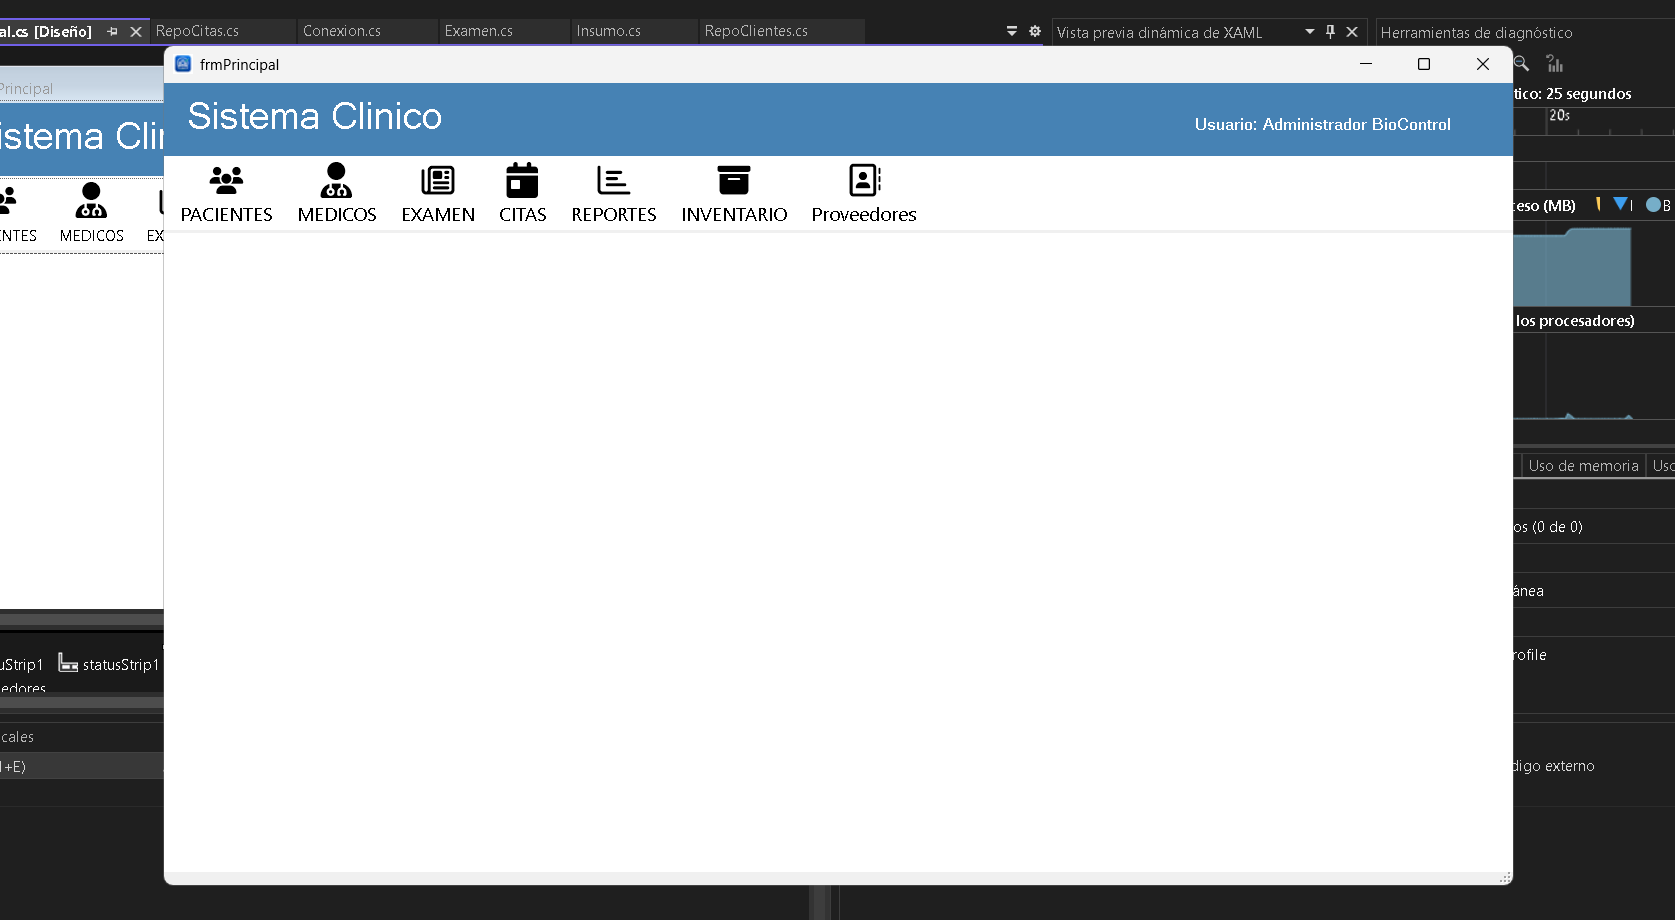 al.cs [Diseño]
RepoCitas.cs
Conexion.cs
Examen.cs
Insumo.cs
RepoClientes.cs
Vista previa dinámica de XAML
Herramientas de diagnóstico
frmPrincipal
Principal
Sistema Clinico
Usuario: Administrador BioControl
istema Clir
tico: 25 segundos
20s
PACIENTES
MEDICOS
EXAMEN
CITAS
REPORTES
INVENTARIO
Proveedores
NTES
MEDICOS
EX
ceso (MB)
B
los procesadores)
Uso de memoria
Uso
os (0 de 0)
ánea
rofile
uStrip1
statusStrip1
edores
cales
+E)
digo externo